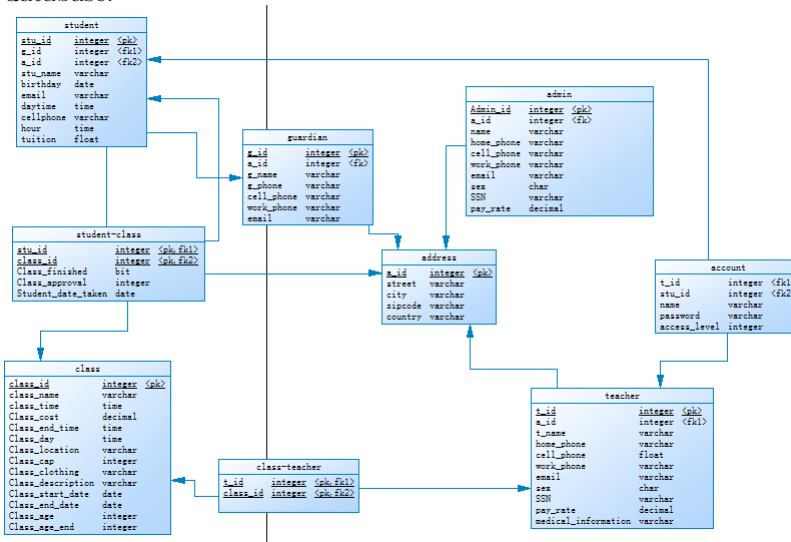 student
stu_id integer <pk>
g_id integer <fk1>
a_id integer <fk2>
stu_name varchar
birthday date
email varchar
daytime time
cellphone varchar
hour time
tuition float
admin
Admin_id integer <pk>
a_id integer <fk>
name varchar
home_phone varchar
cell_phone varchar
work_phone varchar
email varchar
sex char
SSN varchar
pay_rate decimal
guardian
g_id integer <pk>
a_id integer <fk>
g_name varchar
g_phone varchar
cell_phone varchar
work_phone varchar
email varchar
student-class
stu_id integer <pk,fk1>
class_id integer <pk,fk2>
Class_finished bit
Class_approval integer
Student_date_taken date
address
a_id integer <pk>
street varchar
city varchar
zipcode varchar
country varchar
account
t_id integer <fk1
stu_id integer <fk2
name varchar
password varchar
access_level integer
class
class_id integer <pk>
class_name varchar
class_time time
Class_cost decimal
Class_end_time time
Class_day time
Class_location varchar
Class_cap integer
Class_clothing varchar
Class_description varchar
Class_start_date date
Class_end_date date
Class_age integer
Class_age_end integer
class-teacher
t_id integer <pk,fk1>
class_id integer <pk,fk2>
teacher
t_id integer <pk>
a_id integer <fk1>
t_name varchar
home_phone varchar
cell_phone float
work_phone varchar
email varchar
sex char
SSN varchar
pay_rate decimal
medical_information varchar